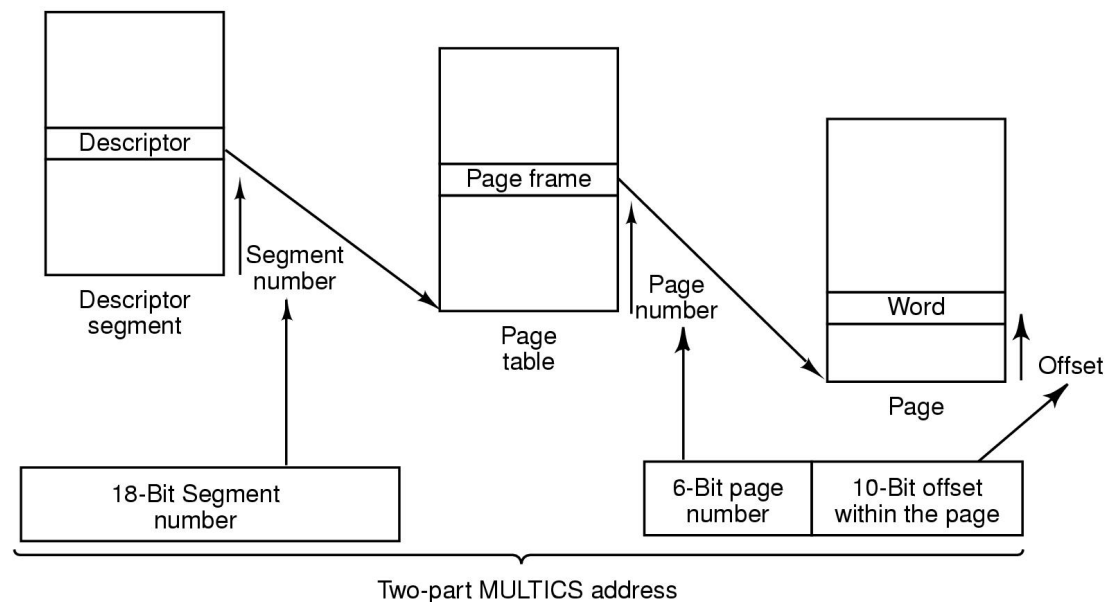 Descriptor
Segment
number
Descriptor
segment
Page frame
Page
number
Page
table
Word
Offset
Page
18-Bit Segment
number
6-Bit page
number
10-Bit offset
within the page
Two-part MULTICS address